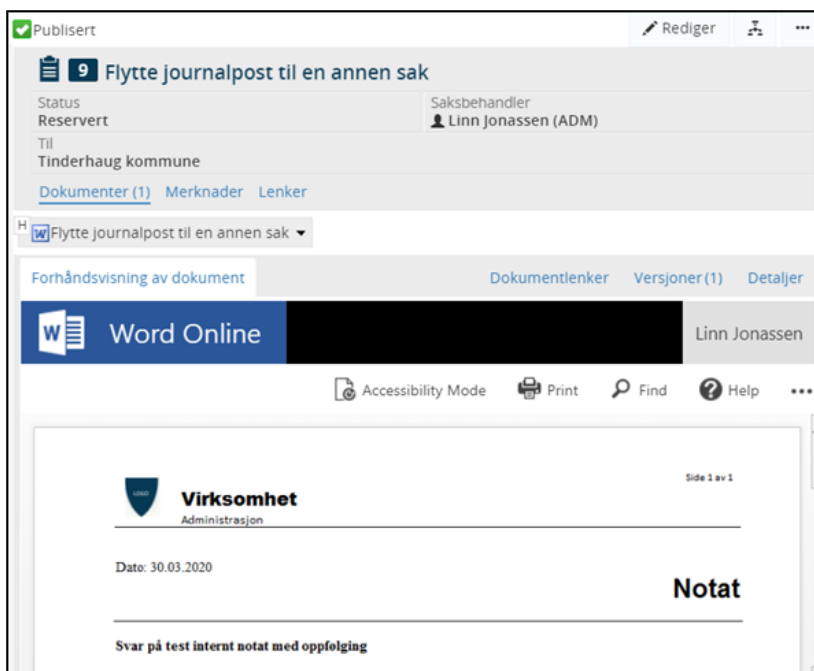 Publisert Rediger
9 Flytte journalpost til en annen sak
Status Saksbehandler
Reservert Linn Jonassen (ADM)
Til
Tinderhaug kommune
Dokumenter (1) Merknader Lenker
H W Flytte journalpost til en annen sak
Forhåndsvisning av dokument Dokumentlenker Versjoner (1) Detaljer
W Word Online Linn Jonassen
Accessibility Mode Print Find Help
Side 1 av 1
LOGO Virksomhet
Administrasjon
Dato: 30.03.2020
Notat
Svar på test internt notat med oppfølging